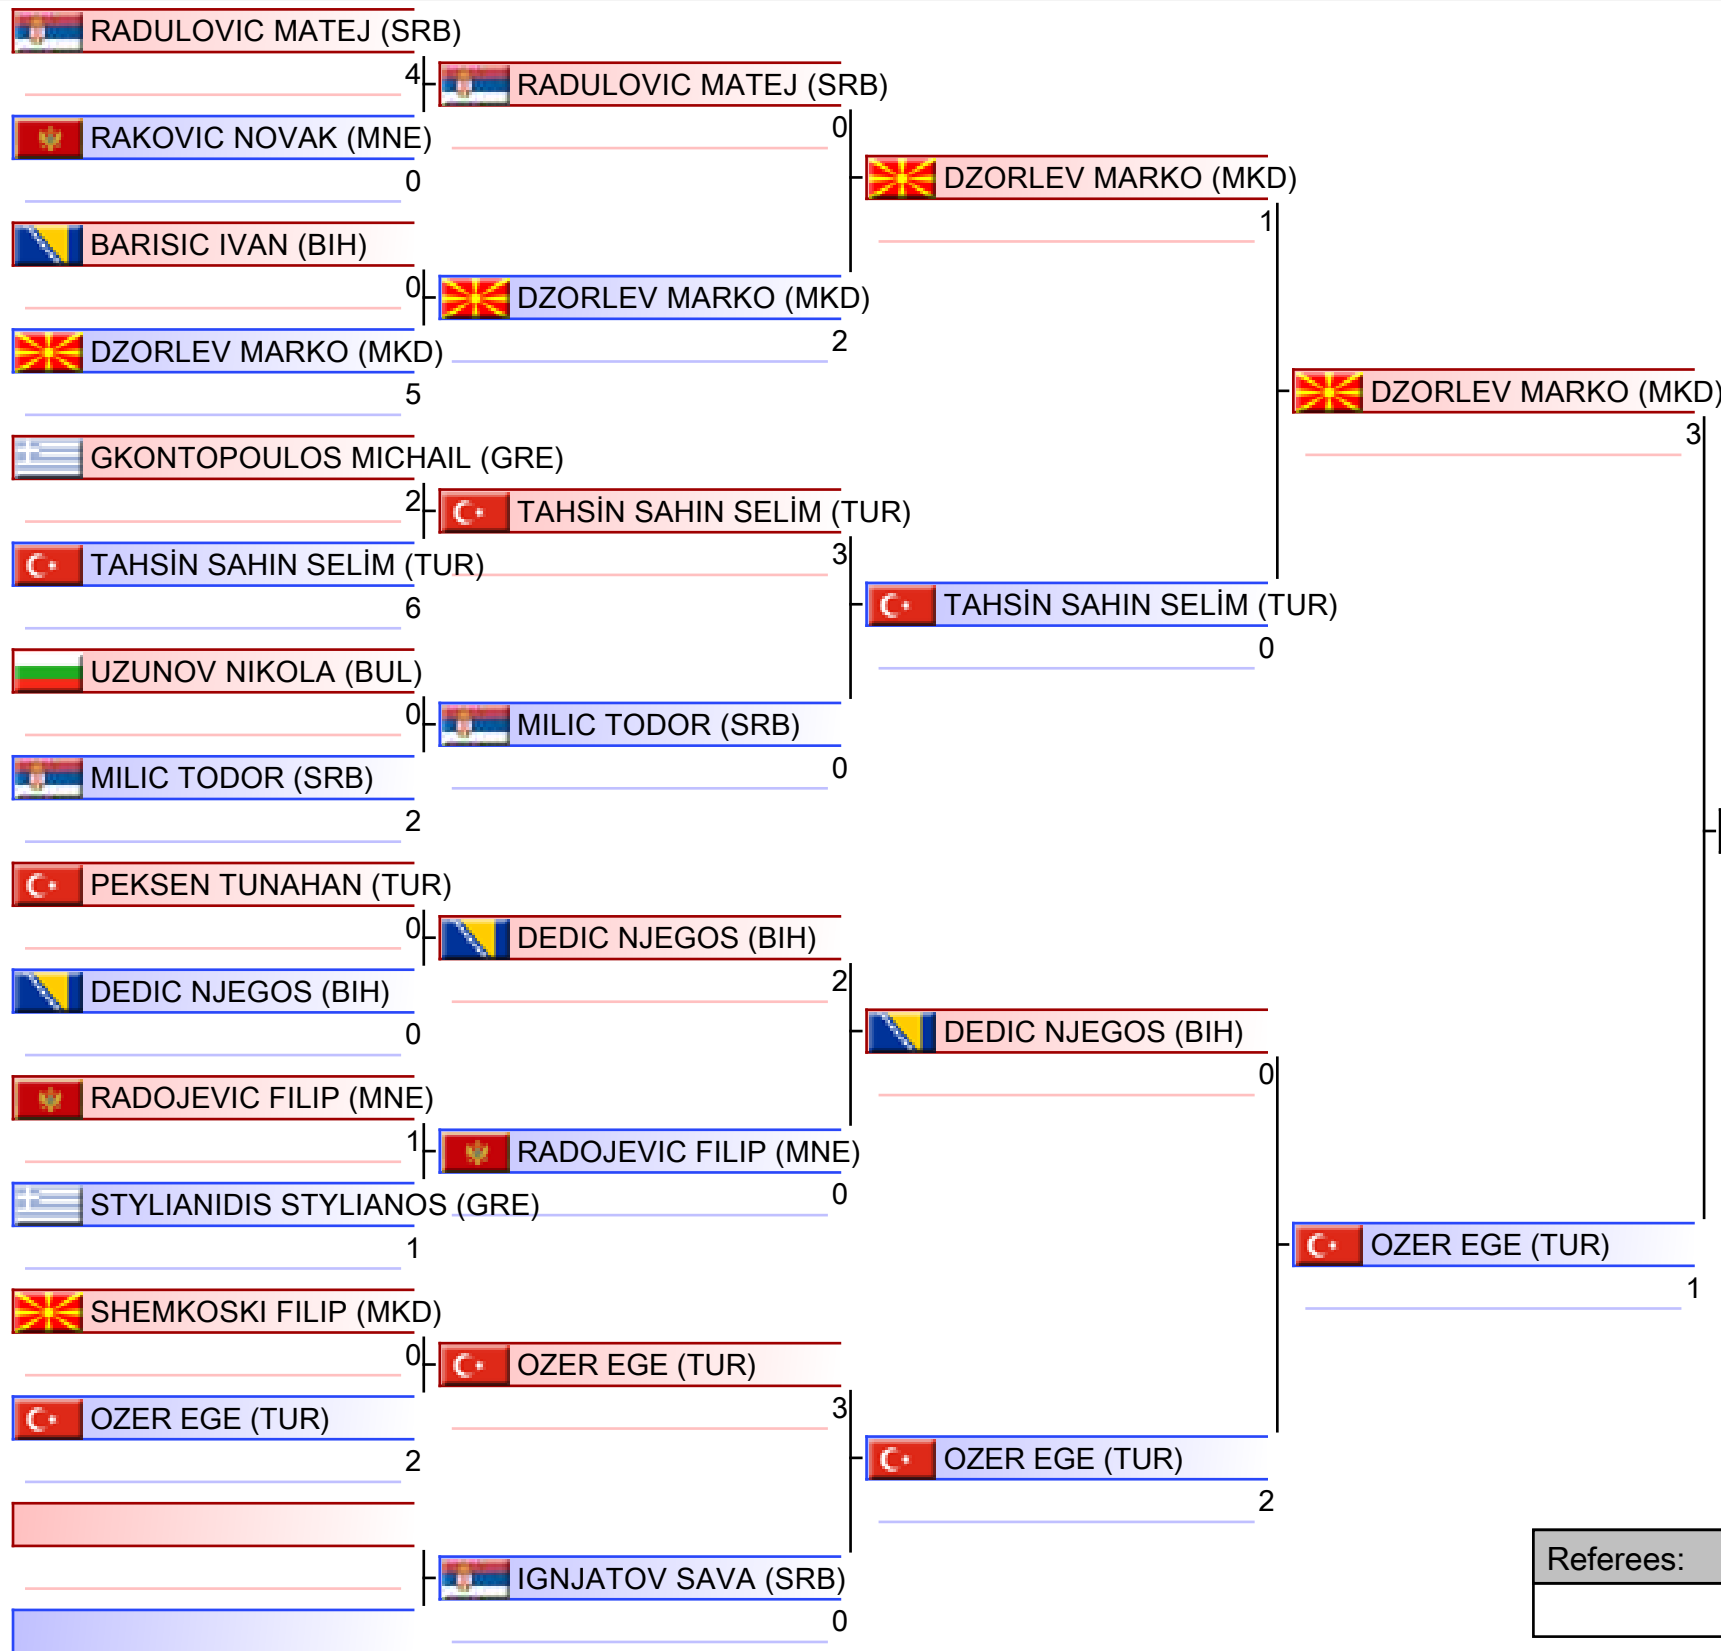 RADULOVIC MATEJ (SRB)
4
RADULOVIC MATEJ (SRB)
0
RAKOVIC NOVAK (MNE)
0
DZORLEV MARKO (MKD)
1
BARISIC IVAN (BIH)
0
DZORLEV MARKO (MKD)
2
DZORLEV MARKO (MKD)
5
DZORLEV MARKO (MKD)
3
GKONTOPOULOS MICHAIL (GRE)
2
TAHSİN SAHIN SELİM (TUR)
3
TAHSİN SAHIN SELİM (TUR)
6
TAHSİN SAHIN SELİM (TUR)
0
UZUNOV NIKOLA (BUL)
0
MILIC TODOR (SRB)
0
MILIC TODOR (SRB)
2
PEKSEN TUNAHAN (TUR)
0
DEDIC NJEGOS (BIH)
2
DEDIC NJEGOS (BIH)
0
DEDIC NJEGOS (BIH)
0
RADOJEVIC FILIP (MNE)
1
RADOJEVIC FILIP (MNE)
0
STYLIANIDIS STYLIANOS (GRE)
1
OZER EGE (TUR)
1
SHEMKOSKI FILIP (MKD)
0
OZER EGE (TUR)
3
OZER EGE (TUR)
2
OZER EGE (TUR)
2
IGNJATOV SAVA (SRB)
0
Referees: